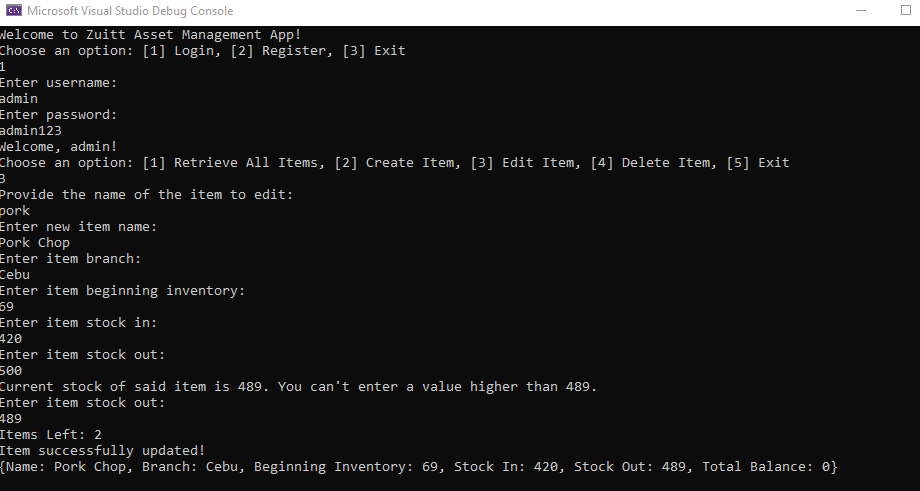 Microsoft Visual Studio Debug Console
Welcome to Zuitt Asset Management App!
Choose an option: [1] Login, [2] Register, [3] Exit
1
Enter username:
admin
Enter password:
admin123
Welcome, admin!
Choose an option: [1] Retrieve All Items, [2] Create Item, [3] Edit Item, [4] Delete Item, [5] Exit
3
Provide the name of the item to edit:
pork
Enter new item name:
Pork Chop
Enter item branch:
Cebu
Enter item beginning inventory:
69
Enter item stock in:
420
Enter item stock out:
500
Current stock of said item is 489. You can't enter a value higher than 489.
Enter item stock out:
489
Items Left: 2
Item successfully updated!
{Name: Pork Chop, Branch: Cebu, Beginning Inventory: 69, Stock In: 420, Stock Out: 489, Total Balance: 0}